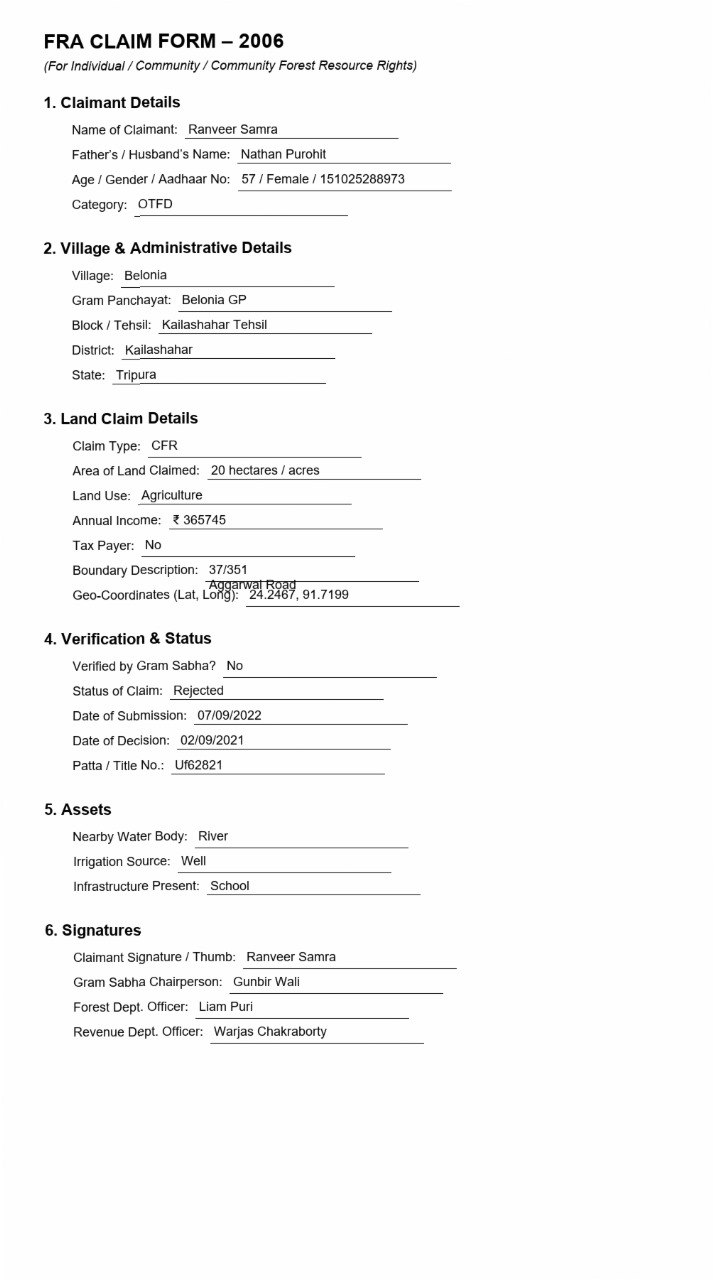 FRA CLAIM FORM – 2006
(For Individual / Community / Community Forest Resource Rights)
1. Claimant Details
Name of Claimant: Ranveer Samra
Father's / Husband's Name: Nathan Purohit
Age / Gender / Aadhaar No: 57 / Female / 151025288973
Category: OTFD
2. Village & Administrative Details
Village: Belonia
Gram Panchayat: Belonia GP
Block / Tehsil: Kailashahar Tehsil
District: Kailashahar
State: Tripura
3. Land Claim Details
Claim Type: CFR
Area of Land Claimed: 20 hectares / acres
Land Use: Agriculture
Annual Income: ₹ 365745
Tax Payer: No
Boundary Description: 37/351
Aggarwal Road
Geo-Coordinates (Lat, Long): 24.2467, 91.7199
4. Verification & Status
Verified by Gram Sabha? No
Status of Claim: Rejected
Date of Submission: 07/09/2022
Date of Decision: 02/09/2021
Patta / Title No.: Uf62821
5. Assets
Nearby Water Body: River
Irrigation Source: Well
Infrastructure Present: School
6. Signatures
Claimant Signature / Thumb: Ranveer Samra
Gram Sabha Chairperson: Gunbir Wali
Forest Dept. Officer: Liam Puri
Revenue Dept. Officer: Warjas Chakraborty